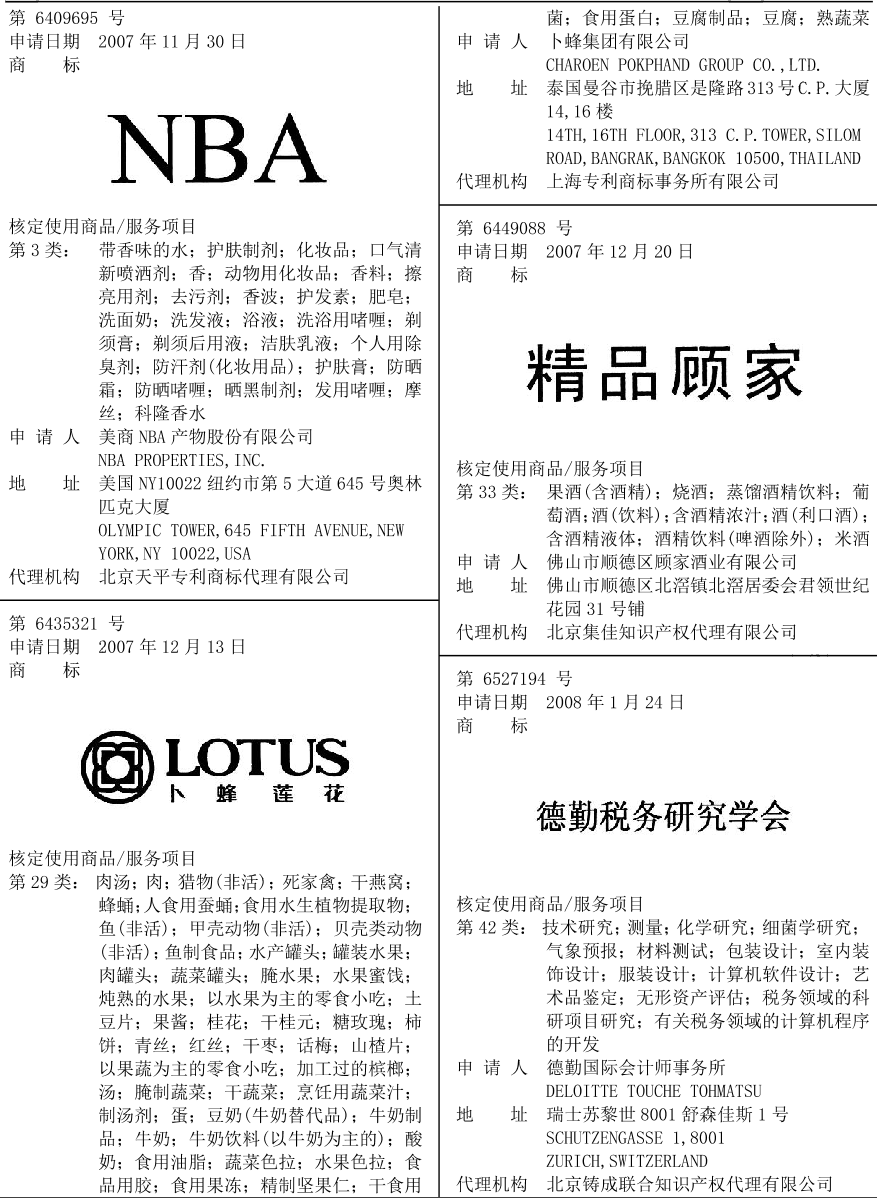 第 6409695 号
申请日期 2007 年 11 月 30 日
商 标
NBA
核定使用商品/服务项目
第 3 类： 带香味的水；护肤制剂；化妆品；口气清
新喷洒剂；香；动物用化妆品；香料；擦
亮用剂；去污剂；香波；护发素；肥皂；
洗面奶；洗发液；浴液；洗浴用啫喱；剃
须膏；剃须后用液；洁肤乳液；个人用除
臭剂；防汗剂(化妆用品)；护肤膏；防晒
霜；防晒啫喱；晒黑制剂；发用啫喱；摩
丝；科隆香水
申 请 人 美商 NBA 产物股份有限公司
NBA PROPERTIES,INC.
地 址 美国 NY10022 纽约市第 5 大道 645 号奥林
匹克大厦
OLYMPIC TOWER,645 FIFTH AVENUE,NEW
YORK,NY 10022,USA
代理机构 北京天平专利商标代理有限公司
第 6435321 号
申请日期 2007 年 12 月 13 日
商 标
LOTUS
卜 蜂 莲 花
核定使用商品/服务项目
第 29 类： 肉汤；肉；猎物(非活)；死家禽；干燕窝；
蜂蛹；人食用蚕蛹；食用水生植物提取物；
鱼(非活)；甲壳动物(非活)；贝壳类动物
(非活)；鱼制食品；水产罐头；罐装水果；
肉罐头；蔬菜罐头；腌水果；水果蜜饯；
炖熟的水果；以水果为主的零食小吃；土
豆片；果酱；桂花；干桂元；糖玫瑰；柿
饼；青丝；红丝；干枣；话梅；山楂片；
以果蔬为主的零食小吃；加工过的槟榔；
汤；腌制蔬菜；干蔬菜；烹饪用蔬菜汁；
制汤剂；蛋；豆奶(牛奶替代品)；牛奶制
品；牛奶；牛奶饮料(以牛奶为主的)；酸
奶；食用油脂；蔬菜色拉；水果色拉；食
品用胶；食用果冻；精制坚果仁；干食用
菌；食用蛋白；豆腐制品；豆腐；熟蔬菜
申 请 人 卜蜂集团有限公司
CHAROEN POKPHAND GROUP CO.,LTD.
地 址 泰国曼谷市挽腊区是隆路 313 号 C.P.大厦
14,16 楼
14TH,16TH FLOOR,313 C.P.TOWER,SILOM
ROAD,BANGRAK,BANGKOK 10500,THAILAND
代理机构 上海专利商标事务所有限公司
第 6449088 号
申请日期 2007 年 12 月 20 日
商 标
精品顾家
核定使用商品/服务项目
第 33 类： 果酒(含酒精)；烧酒；蒸馏酒精饮料；葡
萄酒；酒(饮料)；含酒精浓汁；酒(利口酒)；
含酒精液体；酒精饮料(啤酒除外)；米酒
申 请 人 佛山市顺德区顾家酒业有限公司
地 址 佛山市顺德区北滘镇北滘居委会君领世纪
花园 31 号铺
代理机构 北京集佳知识产权代理有限公司
第 6527194 号
申请日期 2008 年 1 月 24 日
商 标
德勤税务研究学会
核定使用商品/服务项目
第 42 类： 技术研究；测量；化学研究；细菌学研究；
气象预报；材料测试；包装设计；室内装
饰设计；服装设计；计算机软件设计；艺
术品鉴定；无形资产评估；税务领域的科
研项目研究；有关税务领域的计算机程序
的开发
申 请 人 德勤国际会计师事务所
DELOITTE TOUCHE TOHMATSU
地 址 瑞士苏黎世 8001 舒森佳斯 1 号
SCHUTZENGASSE 1,8001
ZURICH,SWITZERLAND
代理机构 北京铸成联合知识产权代理有限公司